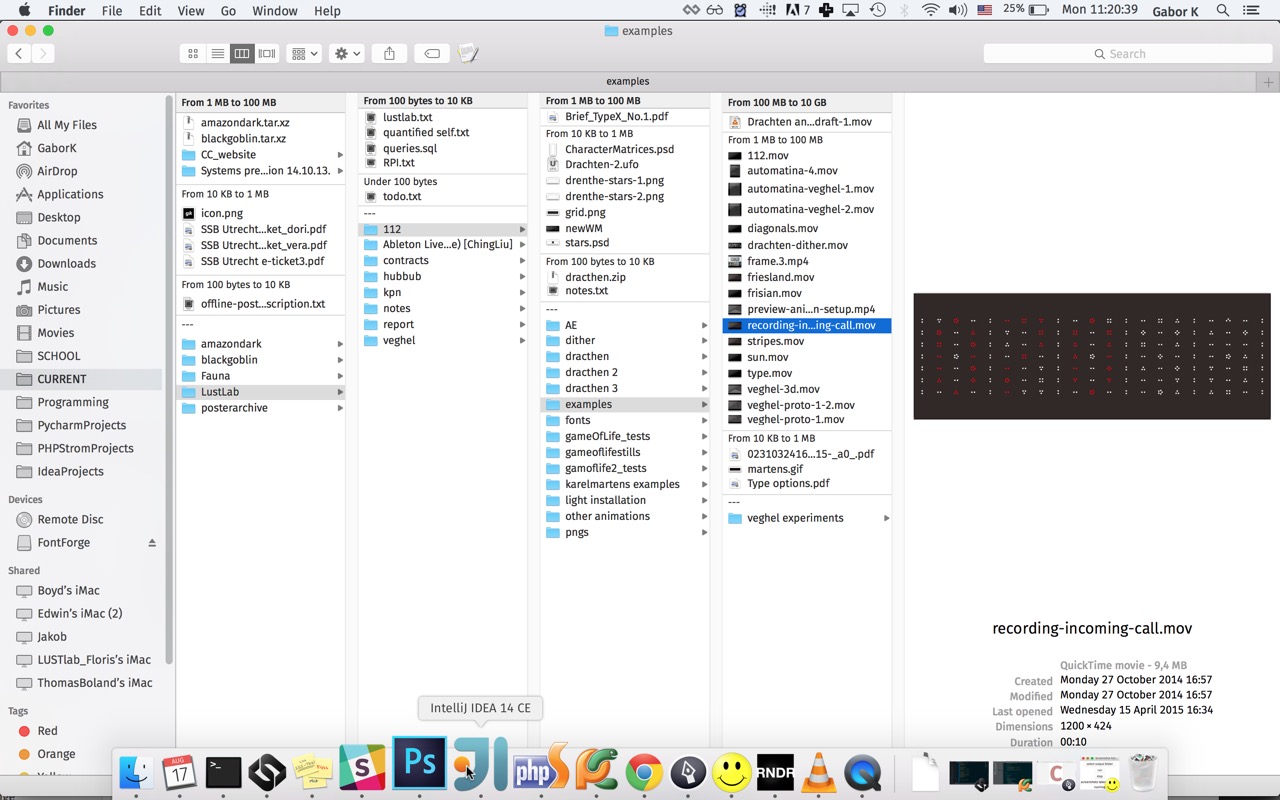 Finder File Edit View Go Window Help 7 25% Mon 11:20:39 Gabor K
examples
Search
examples
Favorites
All My Files
GaborK
AirDrop
Applications
Desktop
Documents
Downloads
Music
Pictures
Movies
SCHOOL
CURRENT
Programming
PycharmProjects
PHPStromProjects
IdeaProjects
Devices
Remote Disc
FontForge
Shared
Boyd's iMac
Edwin's iMac (2)
Jakob
LUSTlab_Floris's iMac
ThomasBoland's iMac
Tags
Red
Orange
From 1 MB to 100 MB
amazondark.tar.xz
blackgoblin.tar.xz
CC_website
Systems pre...ion 14.10.13.
From 10 KB to 1 MB
icon.png
SSB Utrecht...ket_dori.pdf
SSB Utrecht...ket_vera.pdf
SSB Utrecht e-ticket3.pdf
From 100 bytes to 10 KB
offline-post...scription.txt
---
amazondark
blackgoblin
Fauna
LustLab
posterarchive
From 100 bytes to 10 KB
lustlab.txt
quantified self.txt
queries.sql
RPI.txt
Under 100 bytes
todo.txt
---
112
Ableton Live...e) [ChingLiu]
contracts
hubbub
kpn
notes
report
veghel
From 1 MB to 100 MB
Brief_TypeX_No.1.pdf
From 10 KB to 1 MB
CharacterMatrices.psd
Drachten-2.ufo
drenthe-stars-1.png
drenthe-stars-2.png
grid.png
newWM
stars.psd
From 100 bytes to 10 KB
dracthen.zip
notes.txt
---
AE
dither
dracthen
dracthen 2
dracthen 3
examples
fonts
gameOfLife_tests
gameoflifestills
gamoflife2_tests
karelmartens examples
light installation
other animations
pngs
From 100 MB to 10 GB
Drachten an...draft-1.mov
From 1 MB to 100 MB
112.mov
automatina-4.mov
automatina-veghel-1.mov
automatina-veghel-2.mov
diagonals.mov
drachten-dither.mov
frame.3.mp4
friesland.mov
frisian.mov
preview-ani...n-setup.mp4
recording-in...ing-call.mov
stripes.mov
sun.mov
type.mov
veghel-3d.mov
veghel-proto-1-2.mov
veghel-proto-1.mov
From 10 KB to 1 MB
0231032416...15-_a0_.pdf
martens.gif
Type options.pdf
---
veghel experiments
recording-incoming-call.mov
QuickTime movie - 9,4 MB
Created Monday 27 October 2014 16:57
Modified Monday 27 October 2014 16:57
Last opened Wednesday 15 April 2015 16:34
Dimensions 1200 × 424
Duration 00:10
IntelliJ IDEA 14 CE
AUG
17
>_
S
Ps
J
php
RNDR
C